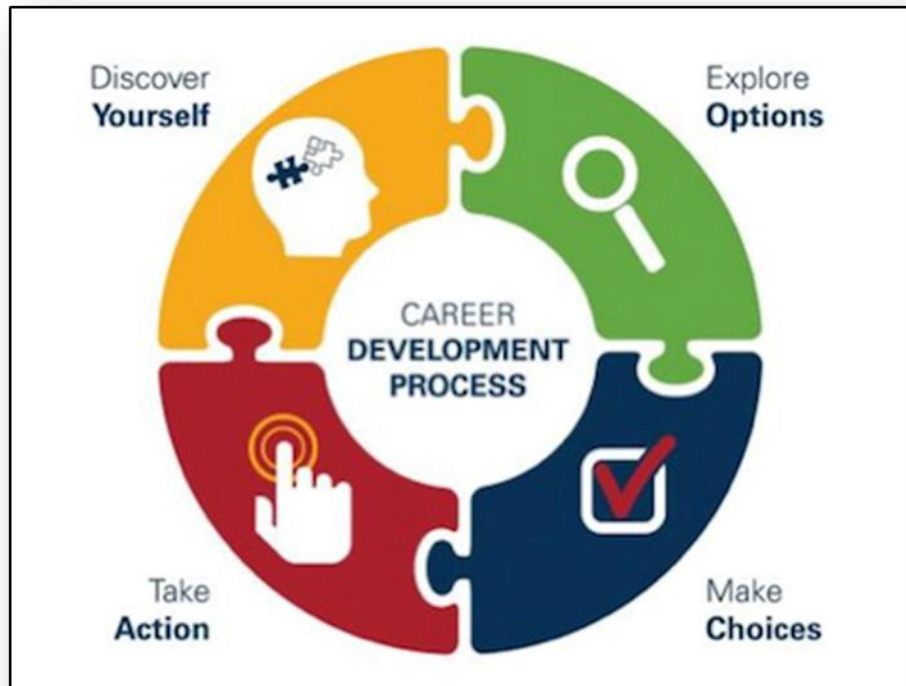 Discover
Yourself
Explore
Options
CAREER
DEVELOPMENT
PROCESS
Take
Action
Make
Choices